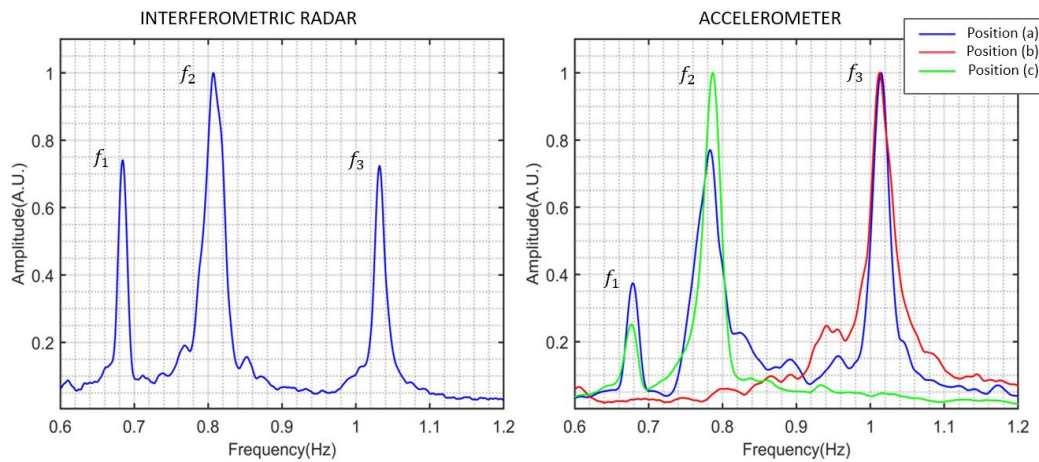 INTERFEROMETRIC RADAR
Amplitude(A.U.)
1
0.8
0.6
0.4
0.2
f₁
f₂
f₃
0.6 0.7 0.8 0.9 1 1.1 1.2
Frequency(Hz)
ACCELEROMETER
Position (a)
Position (b)
Position (c)
Amplitude(A.U.)
1
0.8
0.6
0.4
0.2
f₁
f₂
f₃
0.6 0.7 0.8 0.9 1 1.1 1.2
Frequency(Hz)